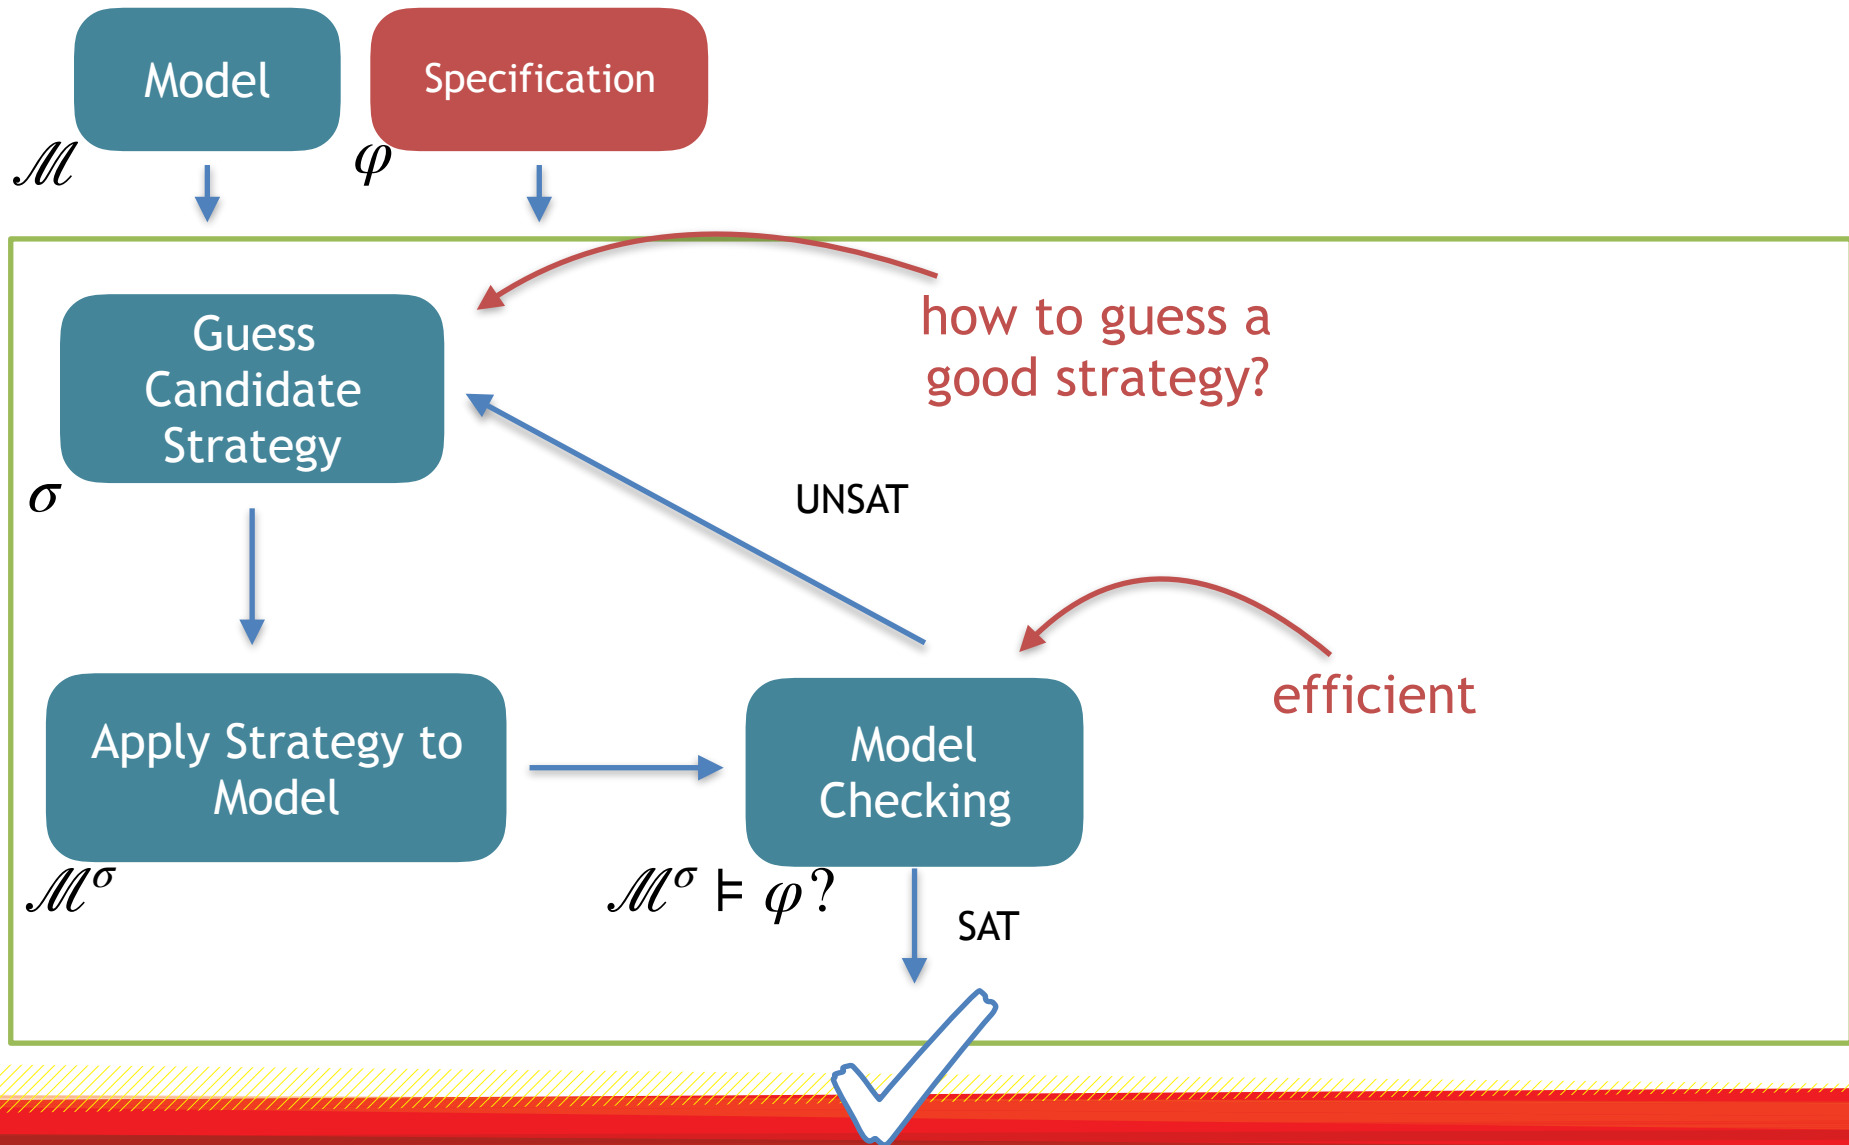 Model
Specification
ℳ
φ
how to guess a
good strategy?
Guess
Candidate
Strategy
σ
UNSAT
efficient
Apply Strategy to
Model
Model
Checking
ℳ^σ
ℳ^σ ⊨ φ?
SAT